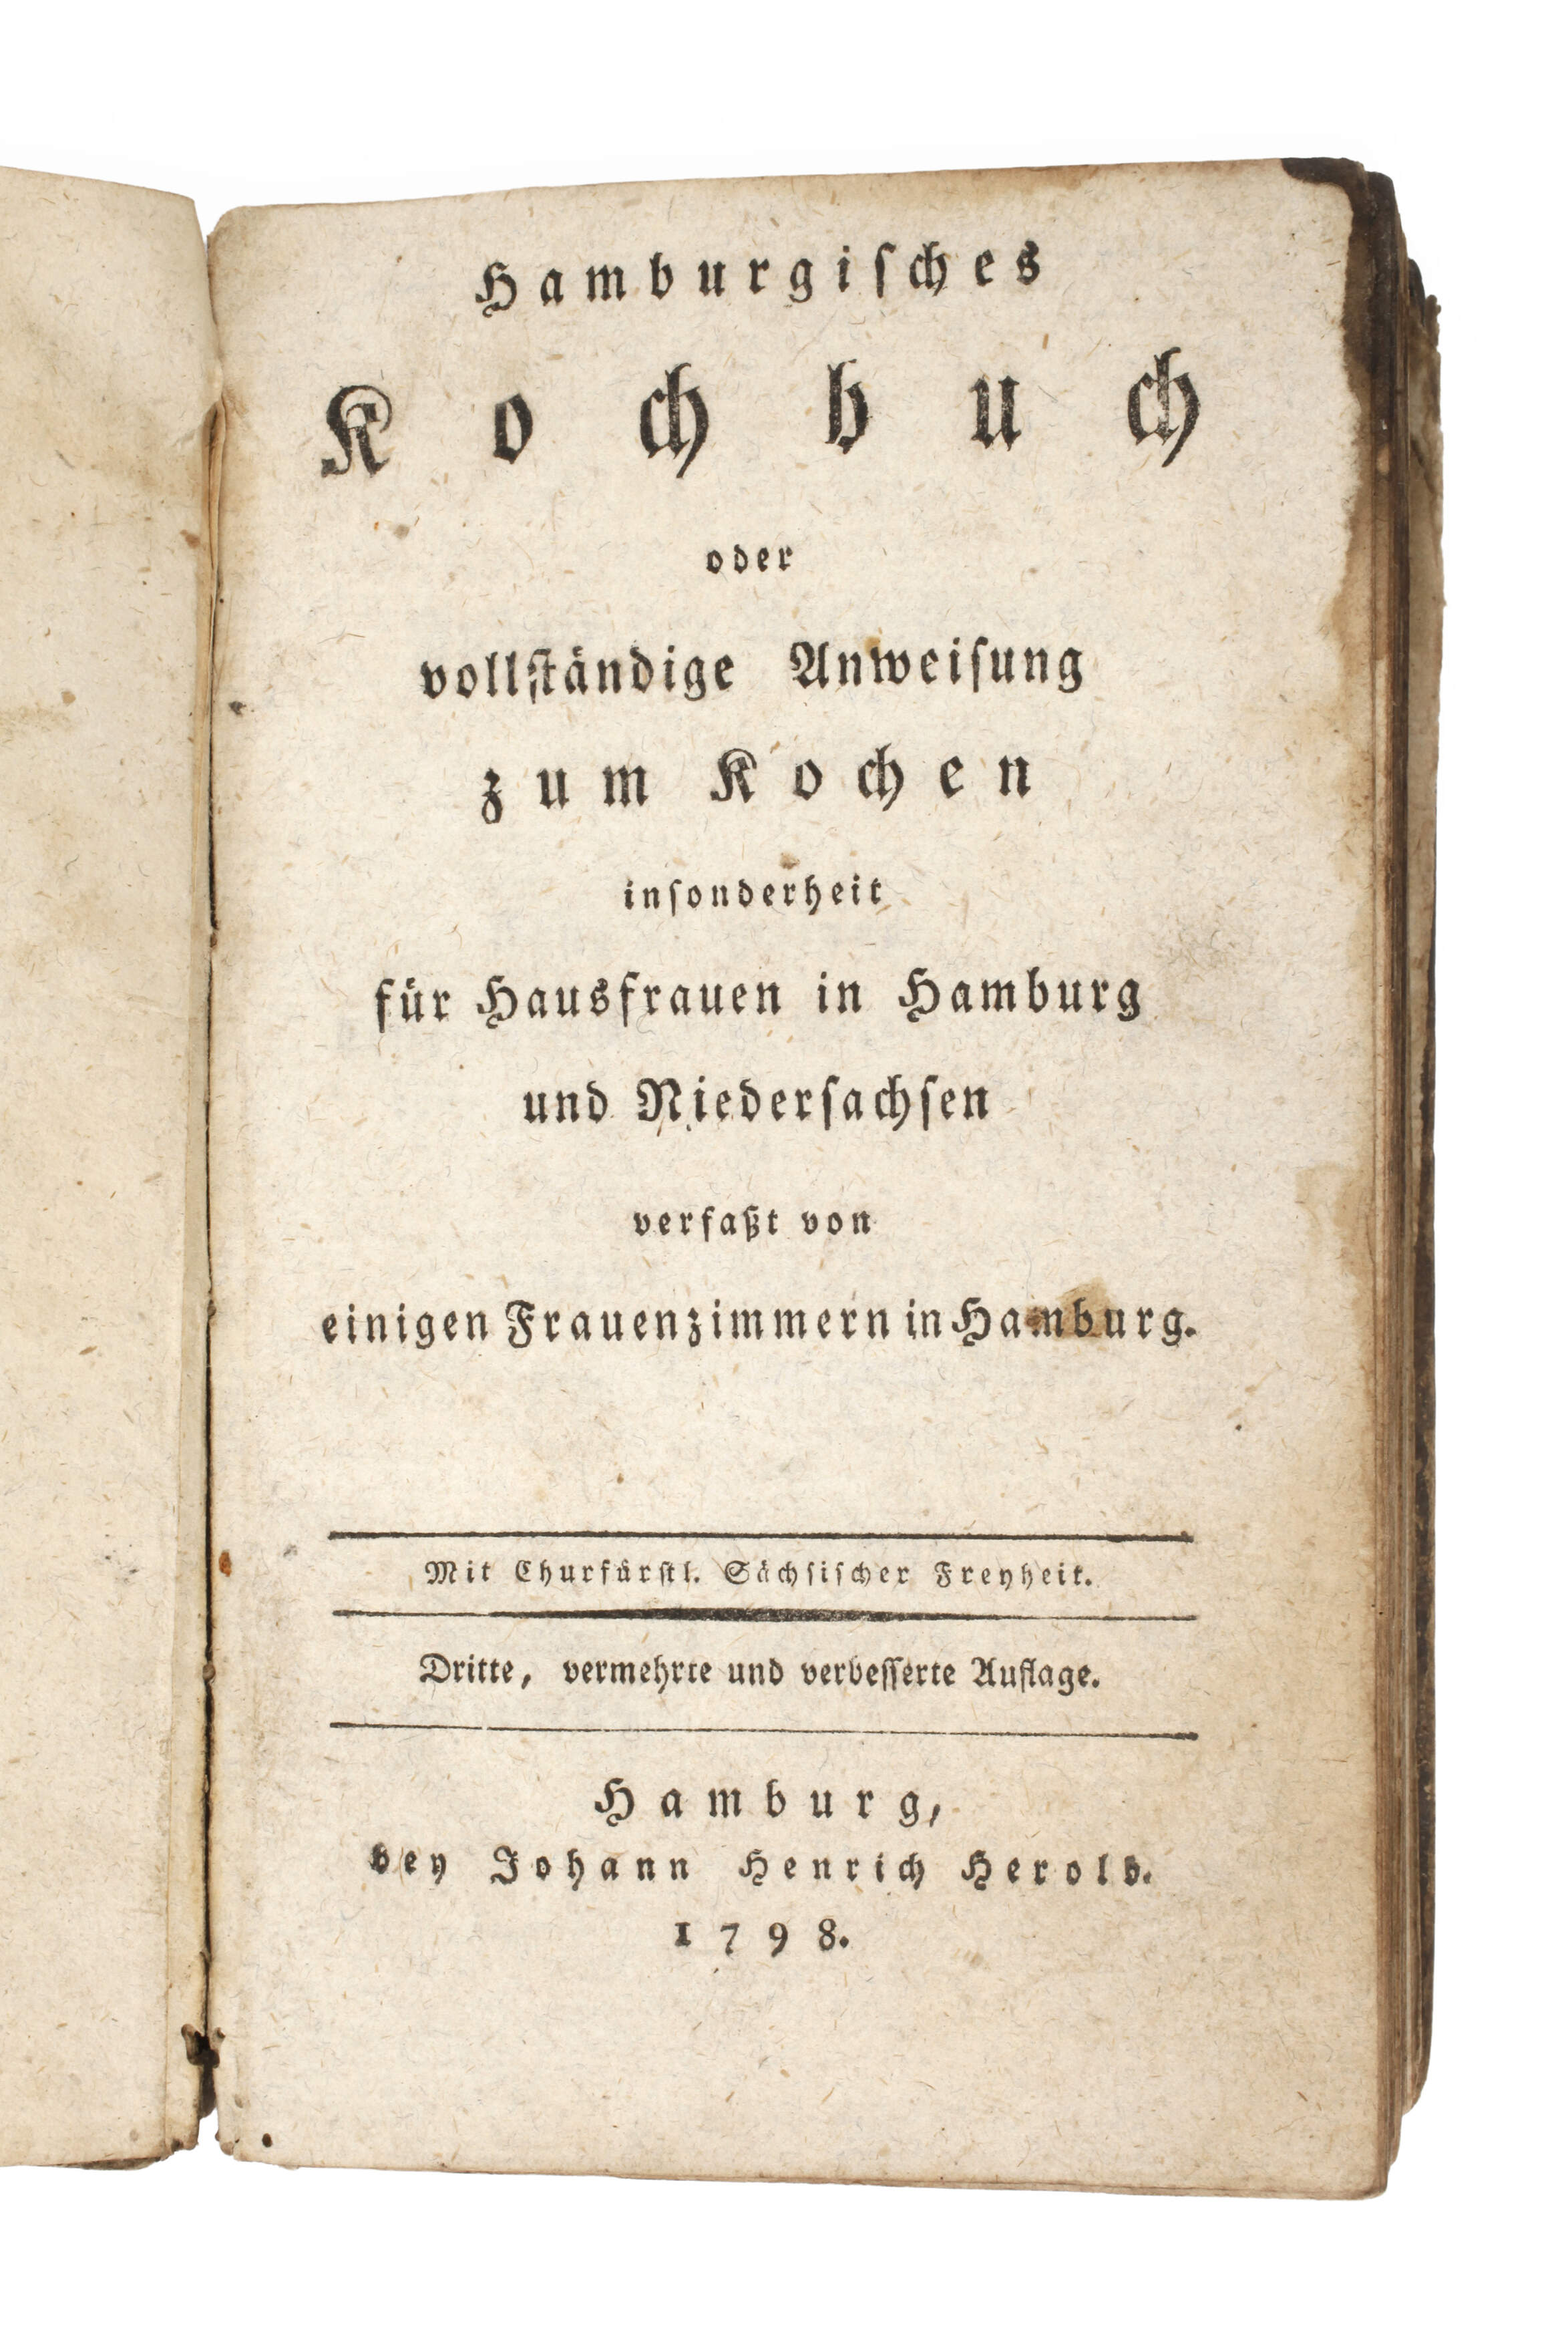 Hamburgisches
Kochbuch
oder
vollständige Anweisung
zum Kochen
insonderheit
für Hausfrauen in Hamburg
und Niedersachsen
verfaßt von
einigen Frauenzimmern in Hamburg.
Mit Churfürstl. Sächsischer Freyheit.
Dritte, vermehrte und verbesserte Auflage.
Hamburg,
bey Johann Henrich Herold.
1798.